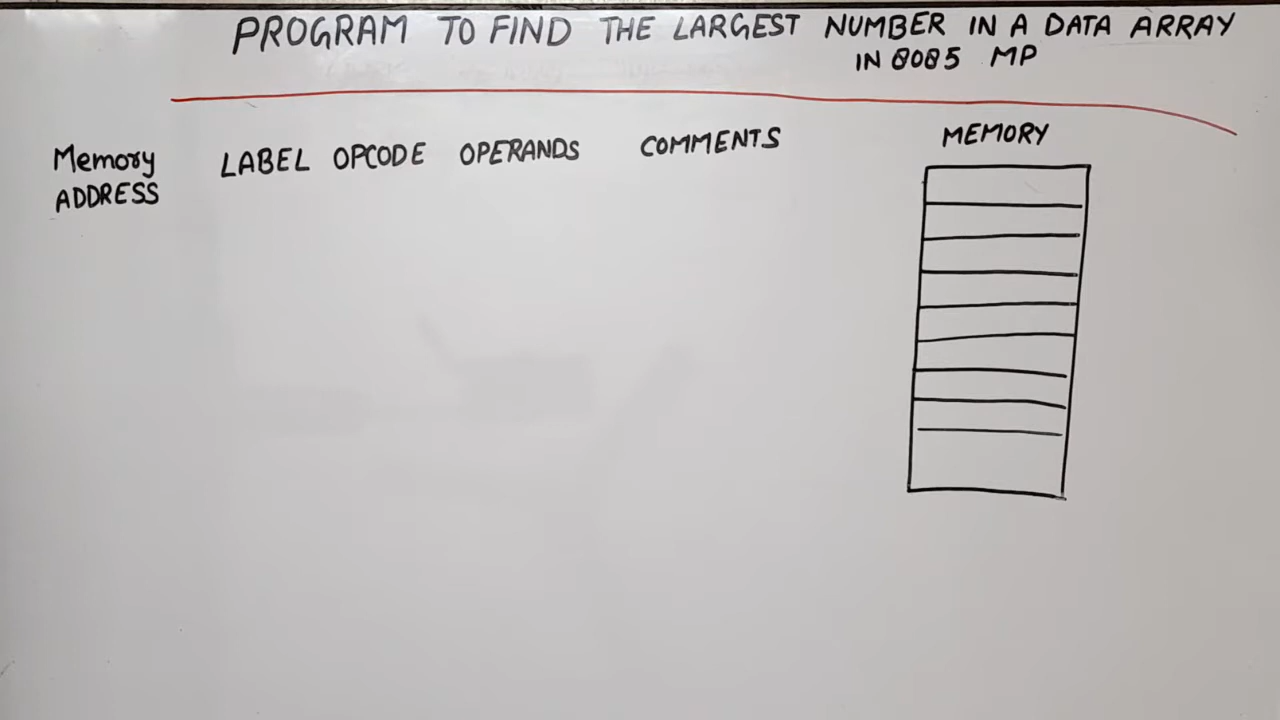 PROGRAM TO FIND THE LARGEST NUMBER IN A DATA ARRAY
IN 8085 MP
Memory ADDRESS
LABEL OPCODE OPERANDS COMMENTS
MEMORY